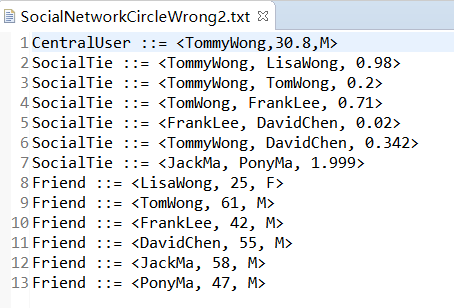 SocialNetworkCircleWrong2.txt
1 CentralUser ::= <TommyWong,30.8,M>
2 SocialTie ::= <TommyWong, LisaWong, 0.98>
3 SocialTie ::= <TommyWong, TomWong, 0.2>
4 SocialTie ::= <TomWong, FrankLee, 0.71>
5 SocialTie ::= <FrankLee, DavidChen, 0.02>
6 SocialTie ::= <TommyWong, DavidChen, 0.342>
7 SocialTie ::= <JackMa, PonyMa, 1.999>
8 Friend ::= <LisaWong, 25, F>
9 Friend ::= <TomWong, 61, M>
10 Friend ::= <FrankLee, 42, M>
11 Friend ::= <DavidChen, 55, M>
12 Friend ::= <JackMa, 58, M>
13 Friend ::= <PonyMa, 47, M>